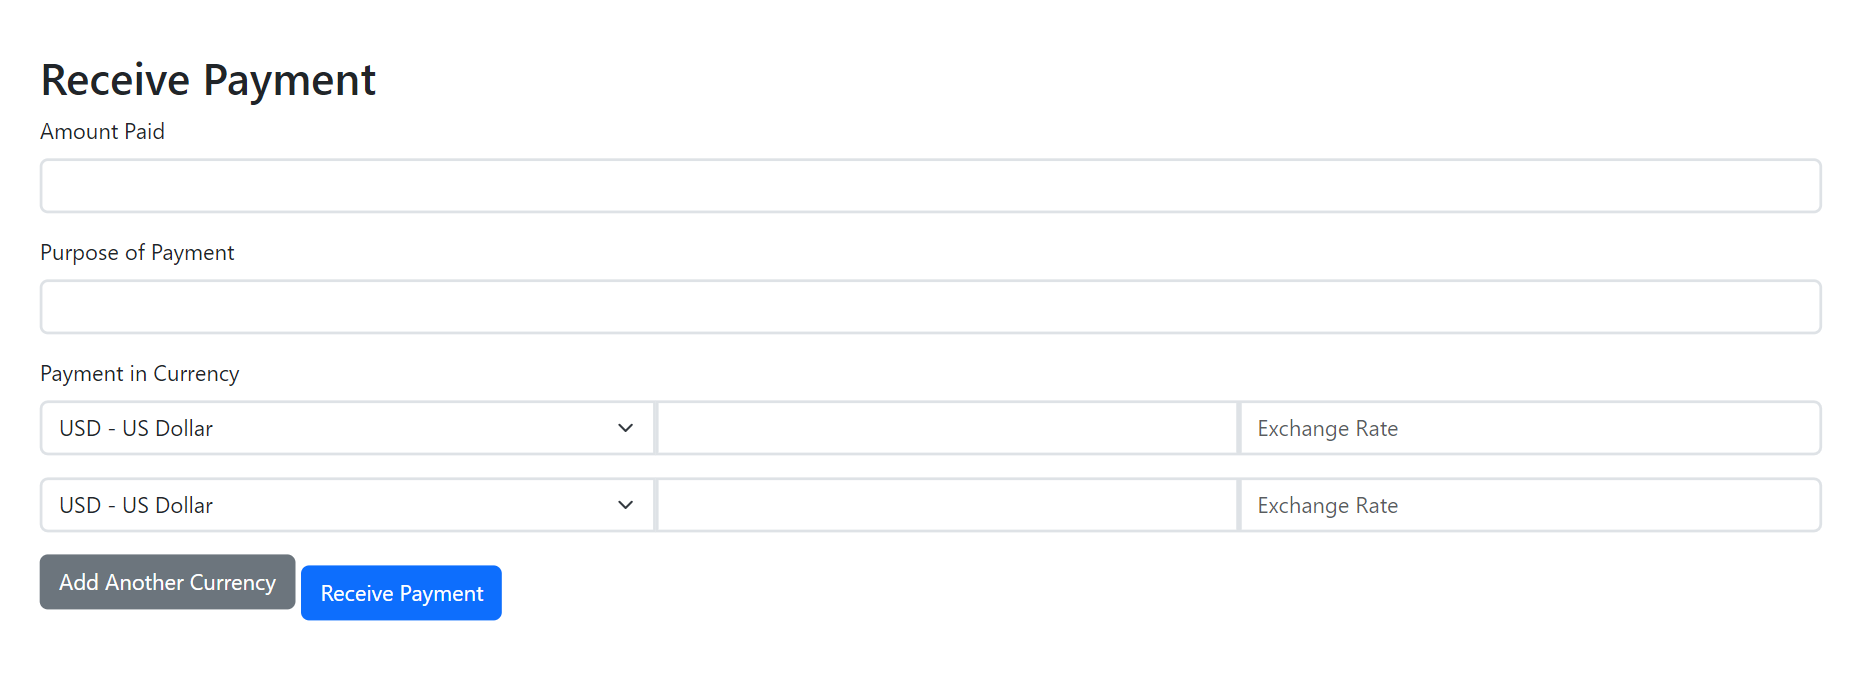 Receive Payment
Amount Paid
Purpose of Payment
Payment in Currency
USD - US Dollar Exchange Rate
USD - US Dollar Exchange Rate
Add Another Currency Receive Payment